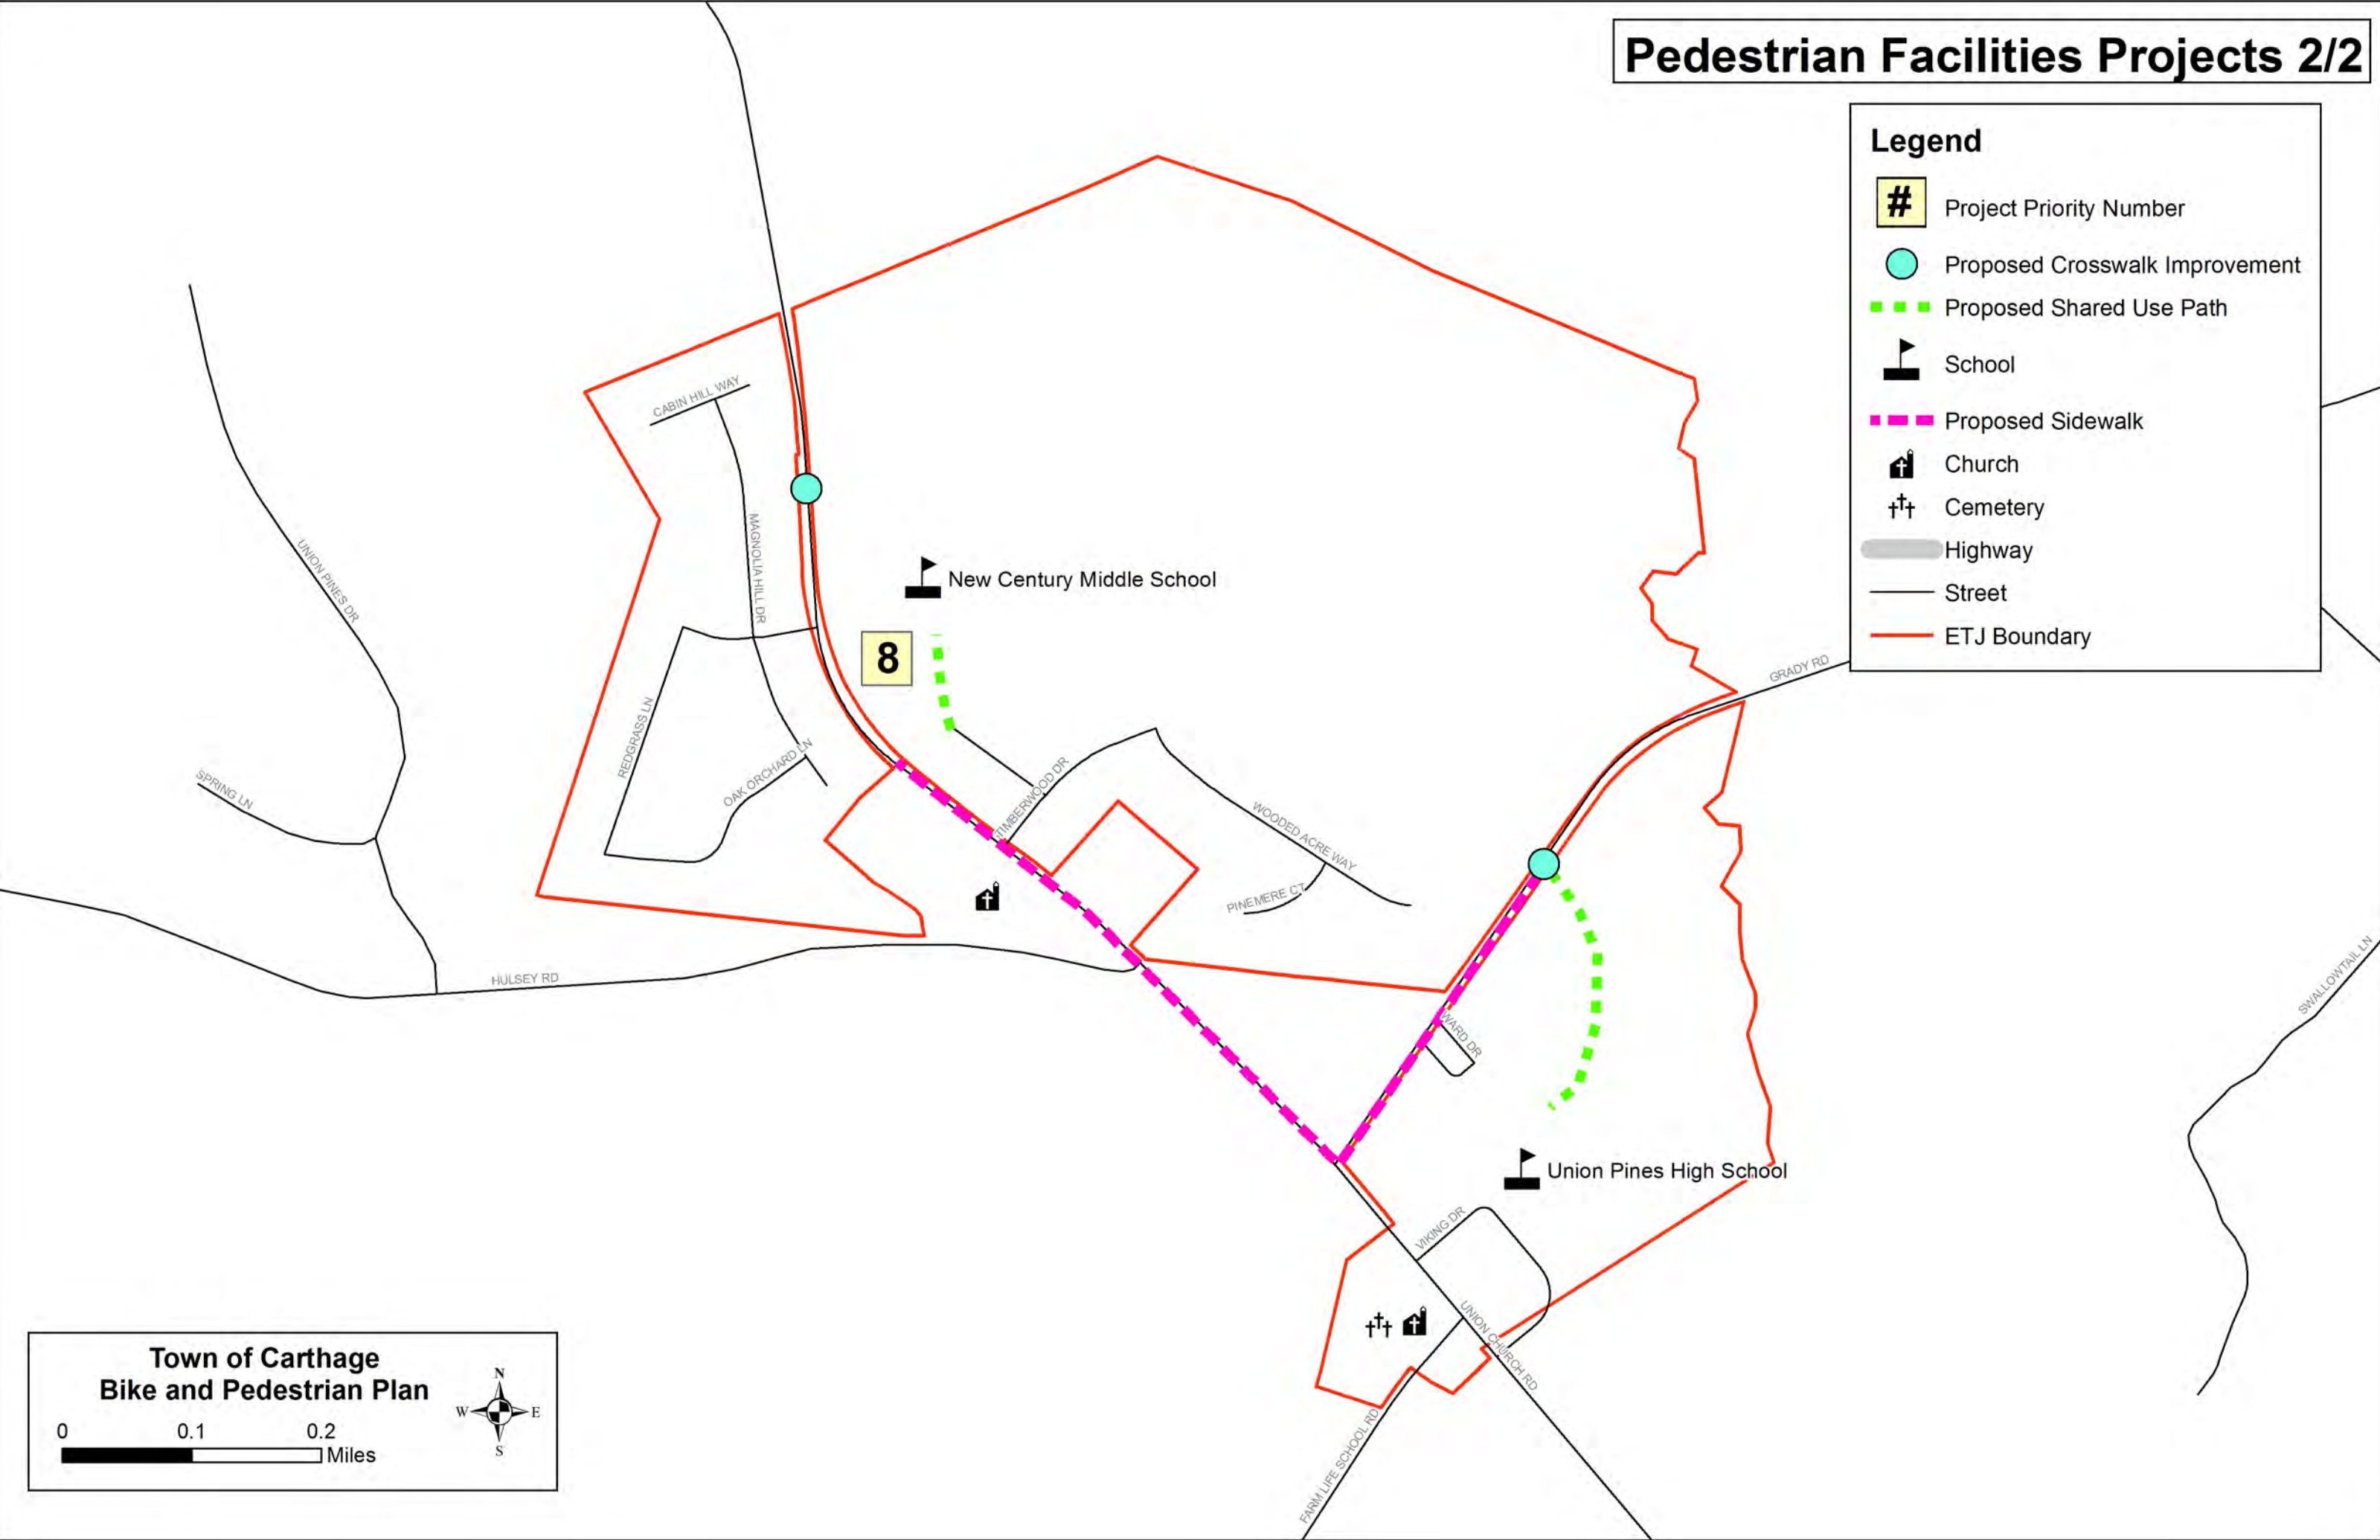 Pedestrian Facilities Projects 2/2
Legend
# Project Priority Number
Proposed Crosswalk Improvement
Proposed Shared Use Path
School
Proposed Sidewalk
Church
Cemetery
Highway
Street
ETJ Boundary
CABIN HILL WAY
MAGNOLIA HILL DR
UNION PINES DR
New Century Middle School
8
GRADY RD
REDGRASS LN
OAK ORCHARD LN
SPRING LN
TIMBERWOOD DR
WOODED ACRE WAY
PINEMERE CT
HULSEY RD
WARD DR
SWALLOWTAIL LN
Union Pines High School
VIKING DR
UNION CHURCH RD
FARM LIFE SCHOOL RD
Town of Carthage
Bike and Pedestrian Plan
N
W E
S
0 0.1 0.2
Miles